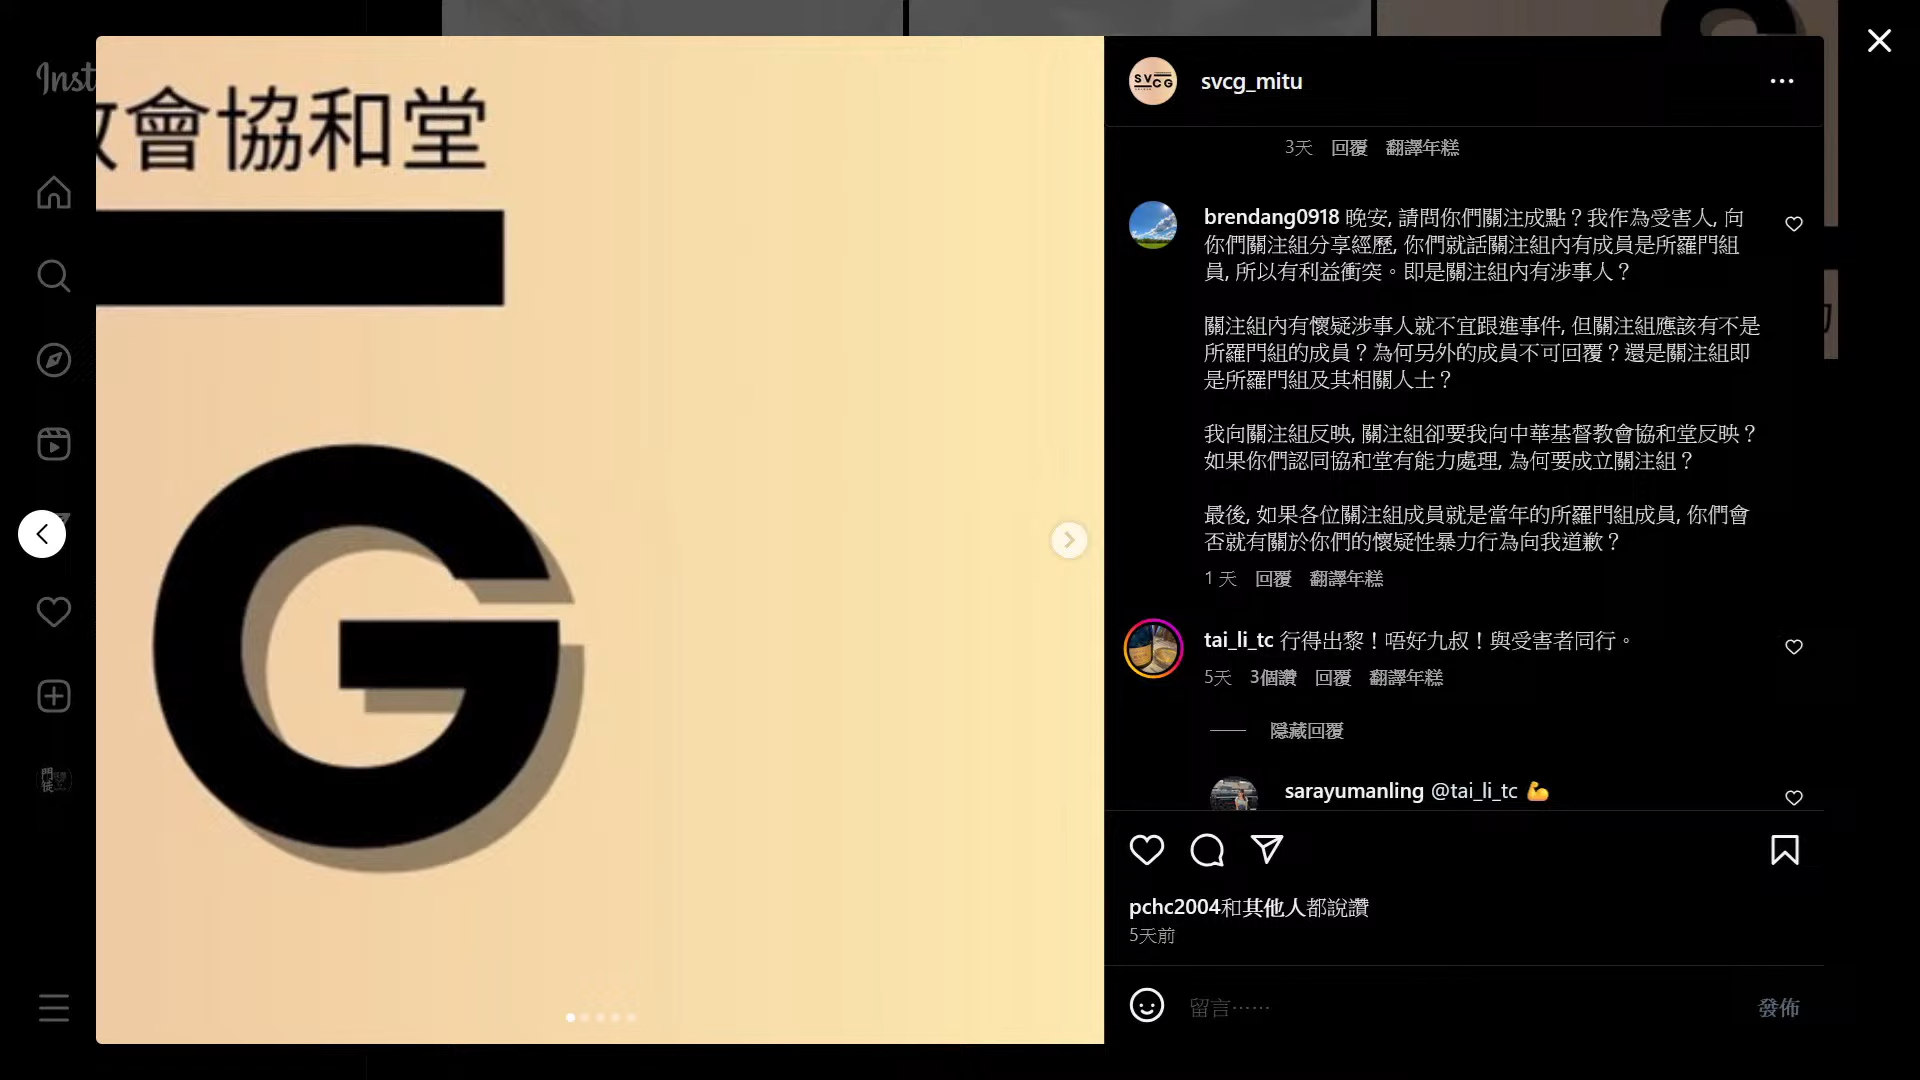 Inst
會協和堂
G
svcg_mitu
SV
CG
3天 回覆 翻譯年糕
brendang0918 晚安, 請問你們關注成點？我作為受害人, 向
你們關注組分享經歷, 你們就話關注組內有成員是所羅門組
員, 所以有利益衝突。即是關注組內有涉事人？
關注組內有懷疑涉事人就不宜跟進事件, 但關注組應該有不是
所羅門組的成員？為何另外的成員不可回覆？還是關注組即
是所羅門組及其相關人士？
我向關注組反映, 關注組卻要我向中華基督教會協和堂反映？
如果你們認同協和堂有能力處理, 為何要成立關注組？
最後, 如果各位關注組成員就是當年的所羅門組成員, 你們會
否就有關於你們的懷疑性暴力行為向我道歉？
1 天 回覆 翻譯年糕
tai_li_tc 行得出黎！唔好九叔！與受害者同行。
5天 3個讚 回覆 翻譯年糕
隱藏回覆
sarayumanling @tai_li_tc 💪
pchc2004和其他人都說讚
5天前
留言⋯⋯
發佈